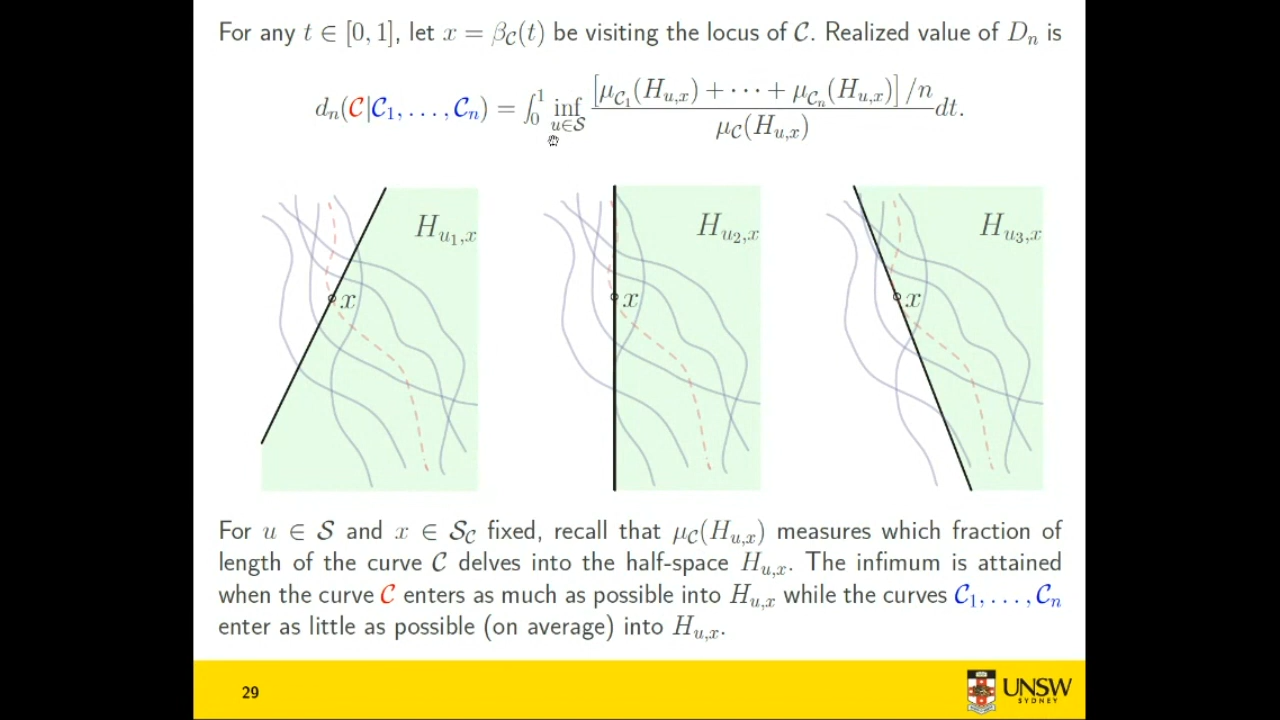 For any t ∈ [0, 1], let x = β_𝒞(t) be visiting the locus of 𝒞. Realized value of D_n is
d_n(𝒞|𝒞_1, . . . , 𝒞_n) = ∫_0^1 inf_{u∈𝒮} [μ_{𝒞_1}(H_{u,x}) + · · · + μ_{𝒞_n}(H_{u,x})] /n / μ_𝒞(H_{u,x}) dt.
H_{u_1,x} H_{u_2,x} H_{u_3,x}
x x x
For u ∈ 𝒮 and x ∈ 𝒮_𝒞 fixed, recall that μ_𝒞(H_{u,x}) measures which fraction of
length of the curve 𝒞 delves into the half-space H_{u,x}. The infimum is attained
when the curve 𝒞 enters as much as possible into H_{u,x} while the curves 𝒞_1, . . . , 𝒞_n
enter as little as possible (on average) into H_{u,x}.
29
UNSW
SYDNEY